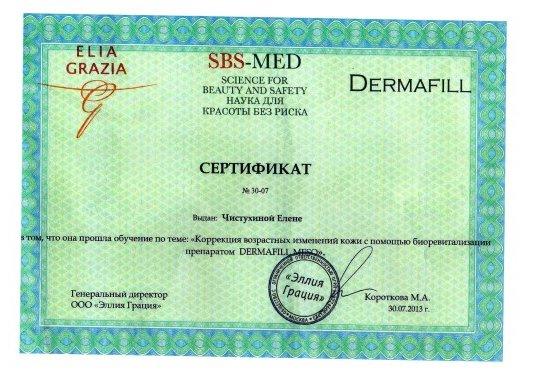 ELIA
GRAZIA
SBS-MED
SCIENCE FOR
BEAUTY AND SAFETY
НАУКА ДЛЯ
КРАСОТЫ БЕЗ РИСКА
DERMAFILL
СЕРТИФИКАТ
№ 30-07
Выдан: Чистухиной Елене
в том, что она прошла обучение по теме: «Коррекция возрастных изменений кожи с помощью биоревитализации
препаратом DERMAFILL MESO».
Генеральный директор
ООО «Эллия Грация»
«Эллия
Грация»
МОСКВА
Короткова М.А.
30.07.2013 г.